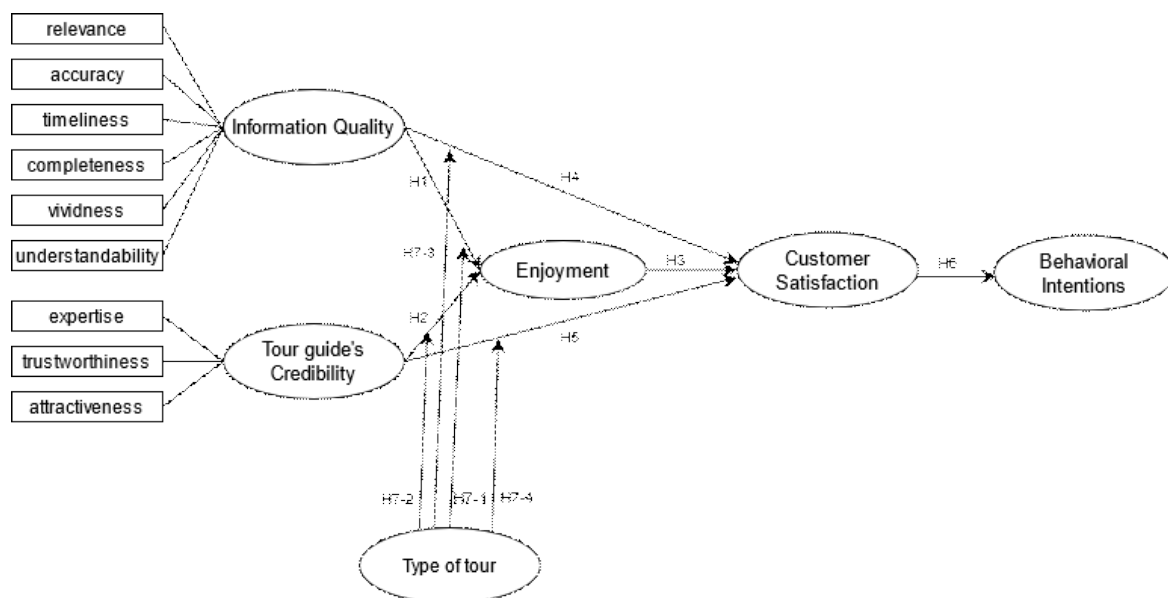 relevance
accuracy
timeliness
completeness
vividness
understandability
expertise
trustworthiness
attractiveness
Information Quality
Tour guide's
Credibility
H1
H2
H7-3
Enjoyment
H4
H3
H5
Customer
Satisfaction
H6
Behavioral
Intentions
H7-2
H7-1
H7-4
Type of tour